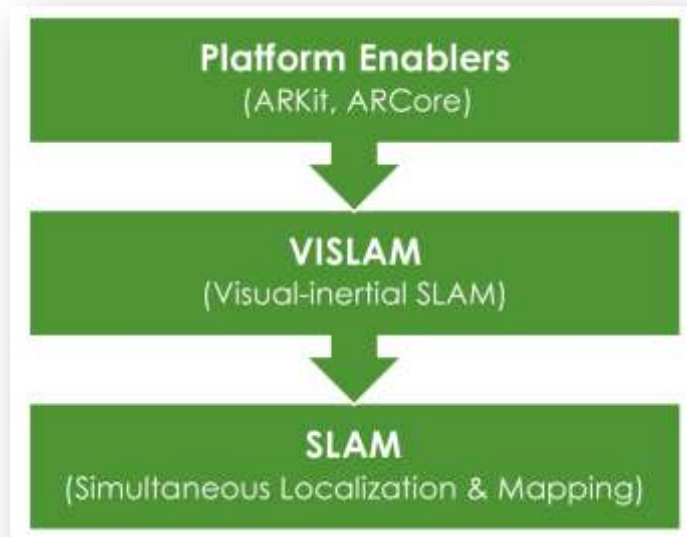 Platform Enablers
(ARKit, ARCore)
VISLAM
(Visual-inertial SLAM)
SLAM
(Simultaneous Localization & Mapping)